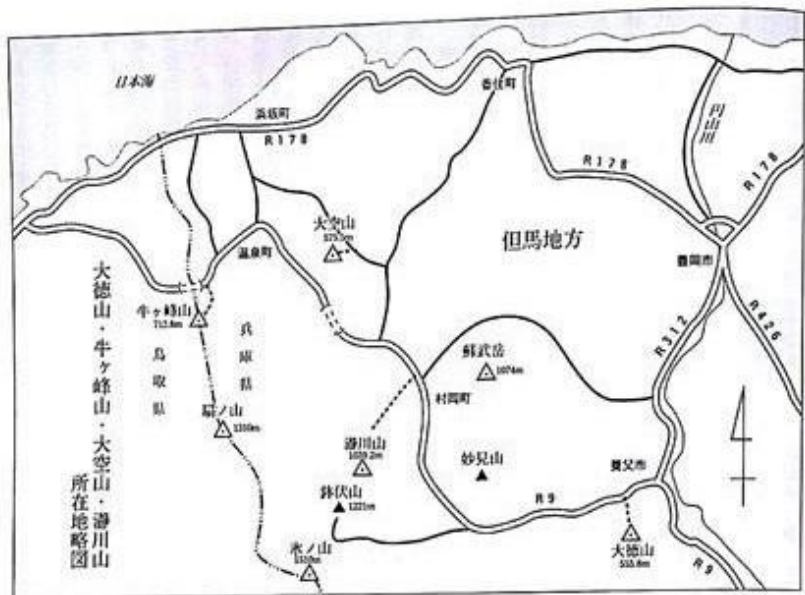 日本海
浜坂町
R178
香住町
円山川
R178
R178
大空山
但馬地方
温泉町
豊岡市
牛ヶ峰山
兵庫県
鳥取県
R312
R426
蘇武岳
1074m
村岡町
扇ノ山
1310m
瀞川山
1039.2m
妙見山
養父市
鉢伏山
1221m
R9
氷ノ山
大徳山
R9
大徳山・牛ヶ峰山・大空山・瀞川山
所在地略図